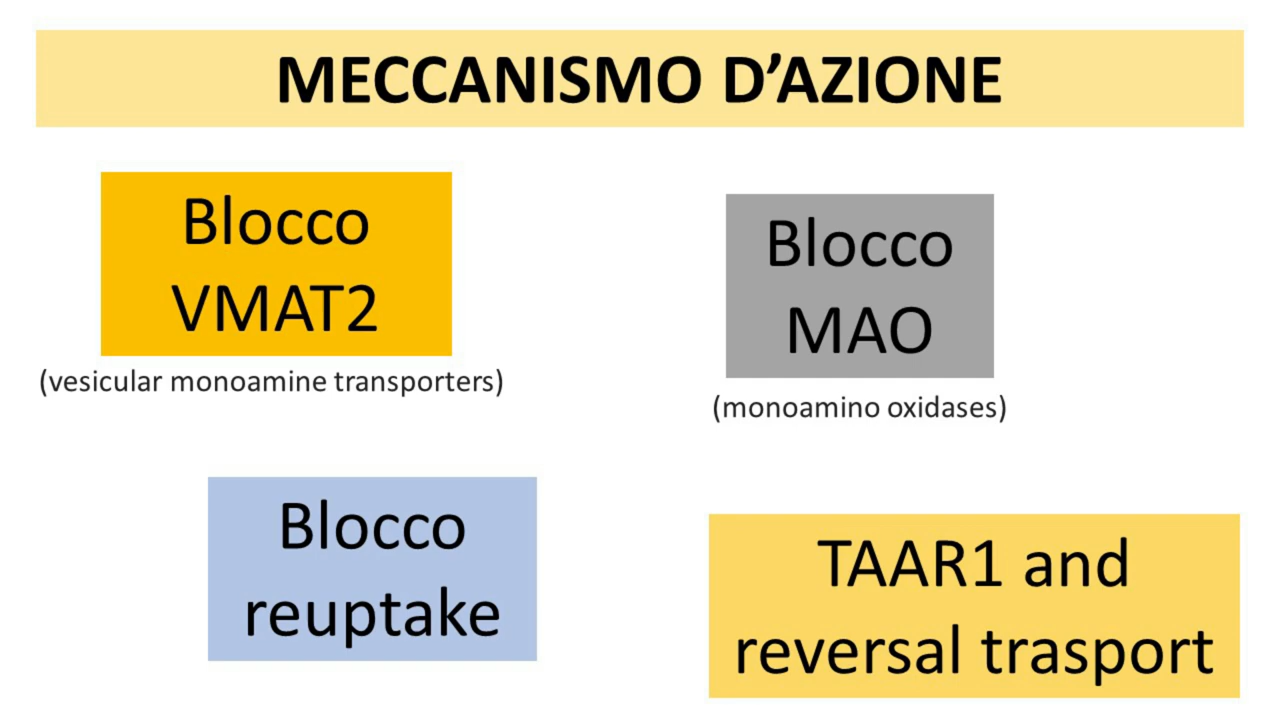 MECCANISMO D’AZIONE
Blocco
VMAT2
(vesicular monoamine transporters)
Blocco
MAO
(monoamino oxidases)
Blocco
reuptake
TAAR1 and
reversal trasport